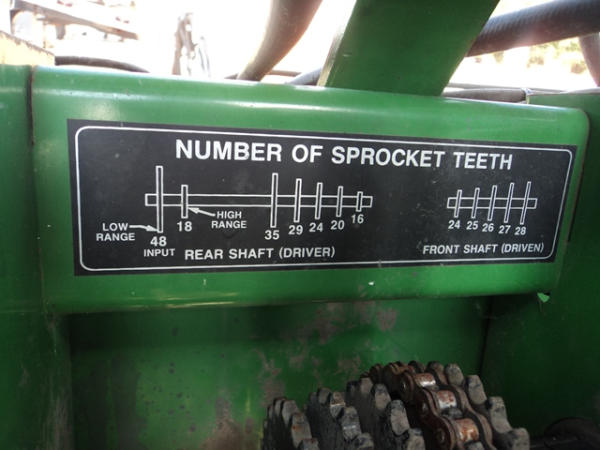 NUMBER OF SPROCKET TEETH
LOW RANGE
48
INPUT
18
HIGH RANGE
35 29 24 20 16
REAR SHAFT (DRIVER)
24 25 26 27 28
FRONT SHAFT (DRIVEN)